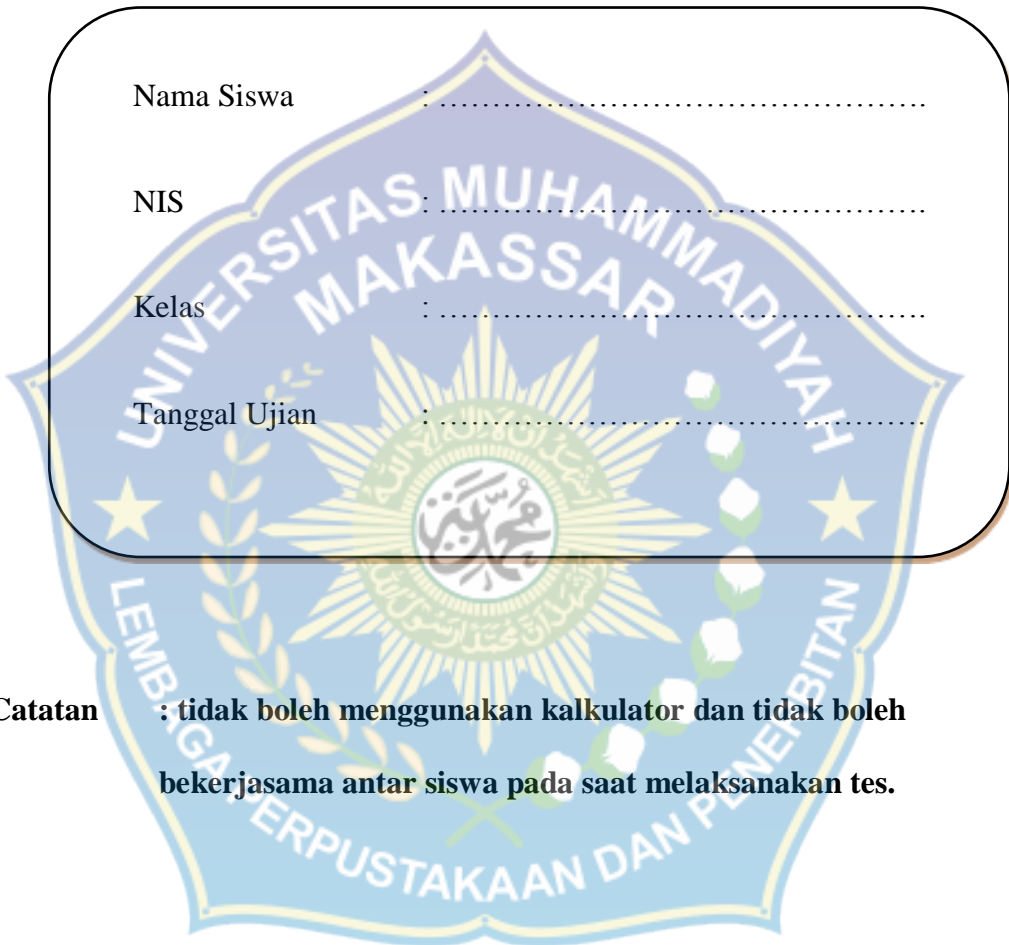 Nama Siswa : ……………………………………….
NIS : ……………………………………….
Kelas : ……………………………………….
Tanggal Ujian : ……………………………………….
UNIVERSITAS MUHAMMADIYAH
MAKASSAR
Catatan : tidak boleh menggunakan kalkulator dan tidak boleh
bekerjasama antar siswa pada saat melaksanakan tes.
LEMBAGA PERPUSTAKAAN DAN PENERBITAN